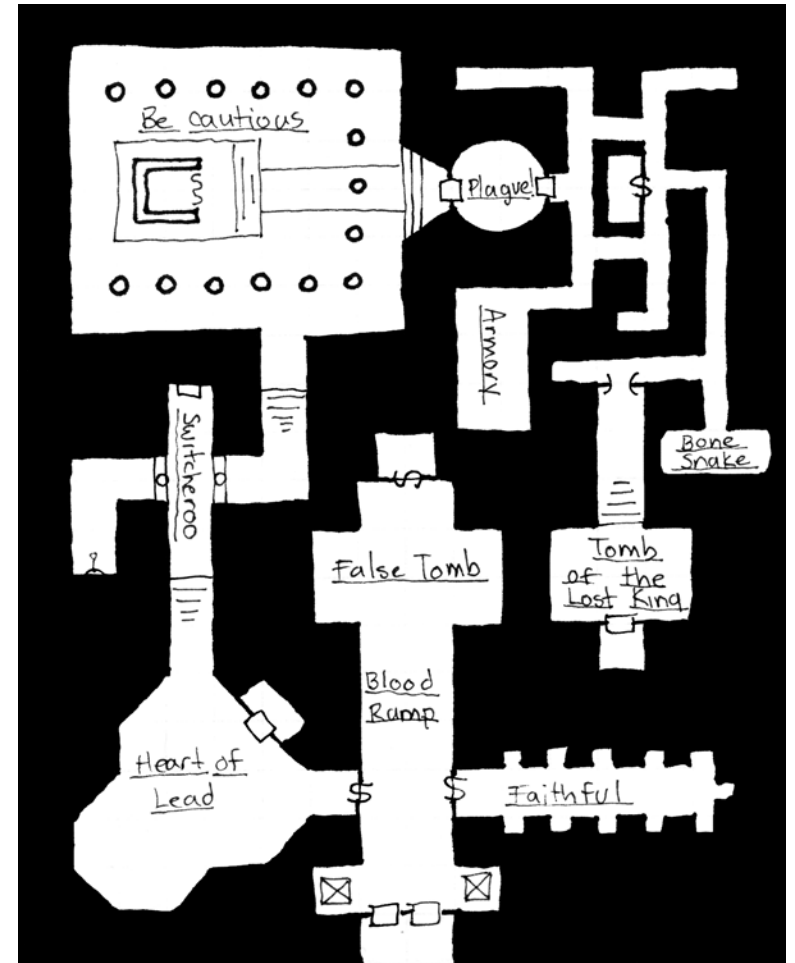 Be cautious
Plague!
Armory
Switcheroo
Bone
Snake
False Tomb
Tomb
of the
Lost King
Blood
Ramp
Heart of
Lead
Faithful